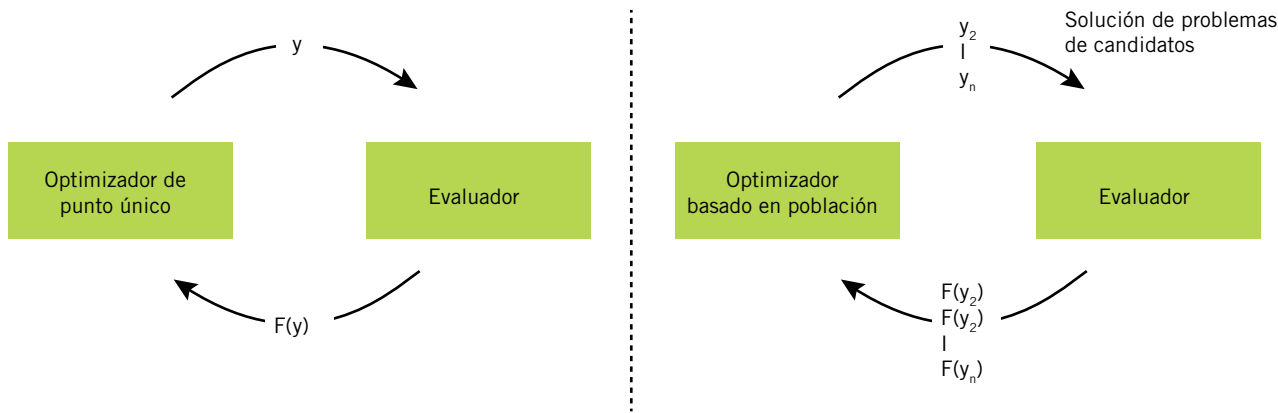 y
Optimizador de
punto único
Evaluador
F(y)
y₂
I
yₙ
Solución de problemas
de candidatos
Optimizador
basado en población
Evaluador
F(y₂)
F(y₂)
I
F(yₙ)